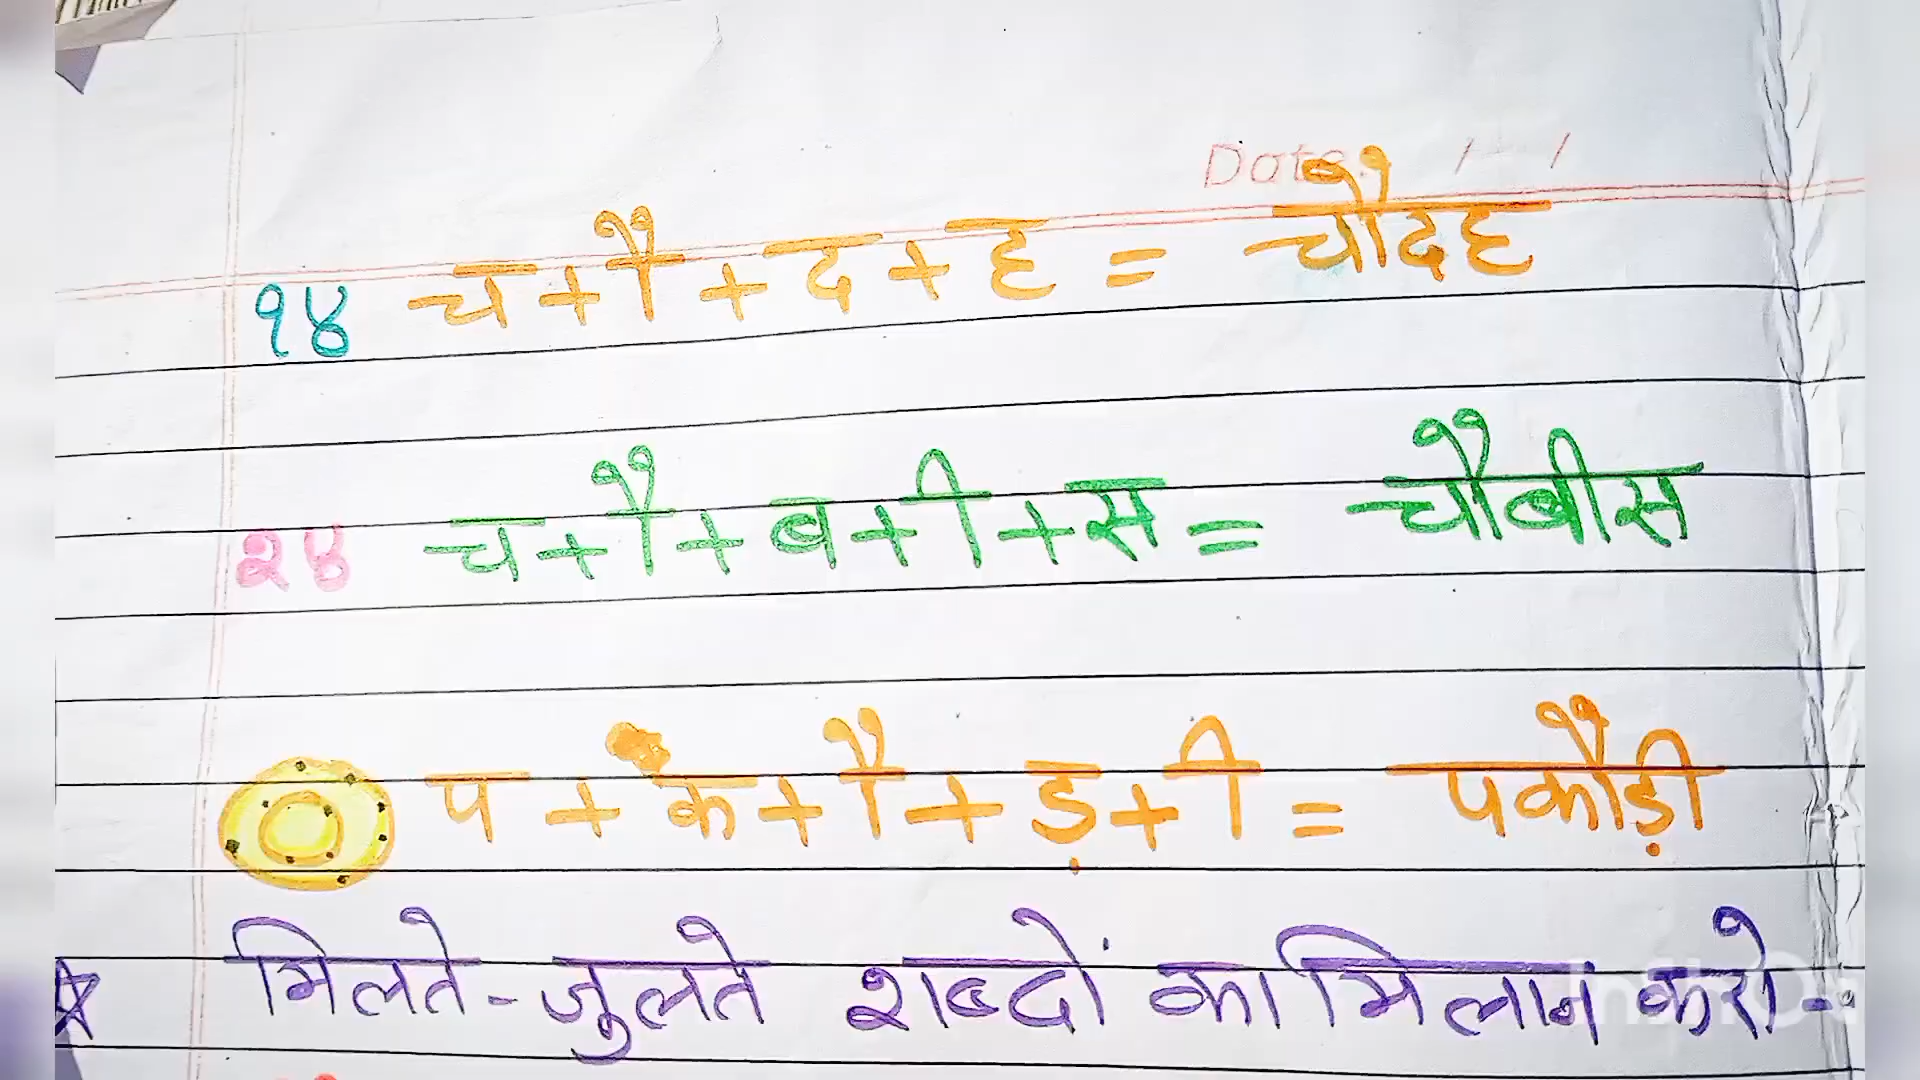 Date / /
१४ च + ौ + द + ह = चौदह
२४ च + ौ + ब + ी + स = चौबीस
प + क + ौ + ड़ + ी = पकौड़ी
मिलते-जुलते शब्दों का मिलान करो-